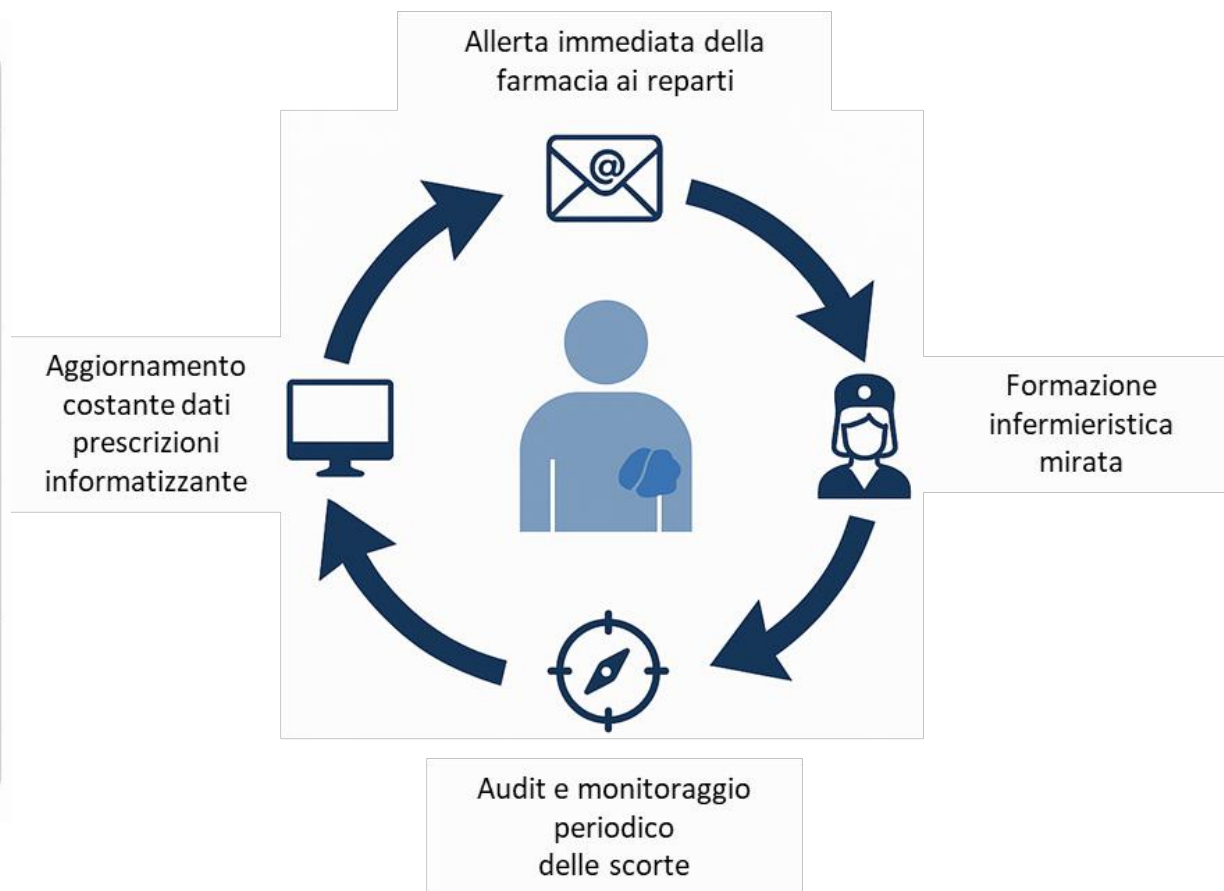 Allerta immediata della
farmacia ai reparti
@
Aggiornamento
costante dati
prescrizioni
informatizzante
Formazione
infermieristica
mirata
Audit e monitoraggio
periodico
delle scorte